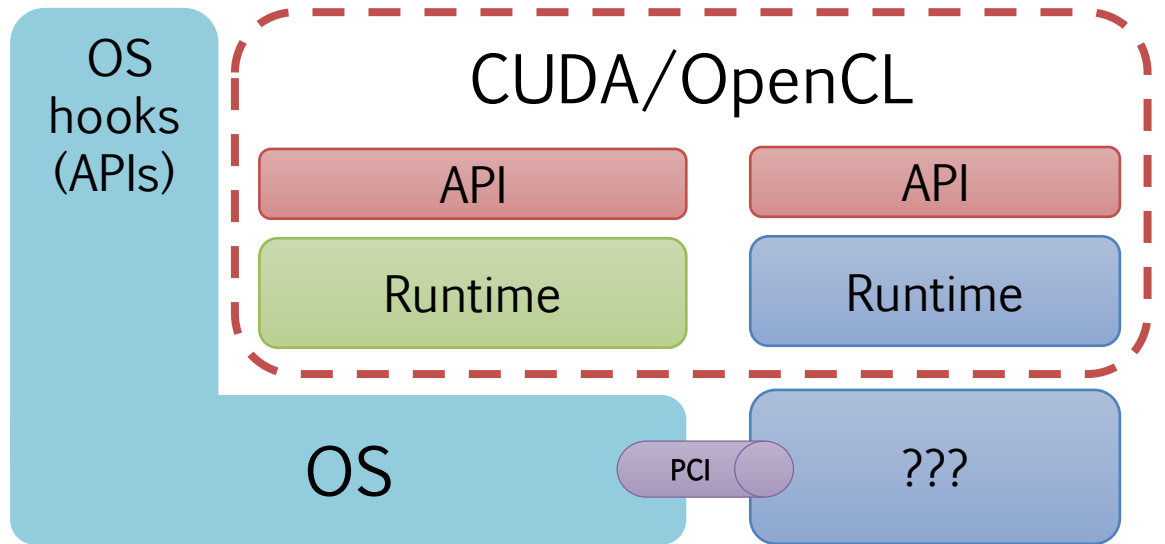 OS
hooks
(APIs)
CUDA/OpenCL
API
API
Runtime
Runtime
OS
PCI
???